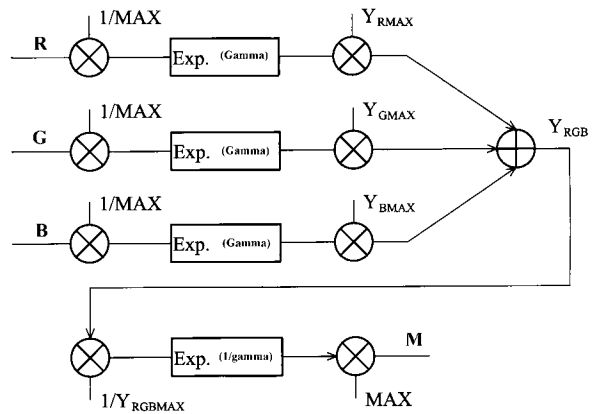 1/MAX
Y_RMAX
R
Exp. (Gamma)
1/MAX
Y_GMAX
Y_RGB
G
Exp. (Gamma)
1/MAX
Y_BMAX
B
Exp. (Gamma)
M
Exp. (1/gamma)
1/Y_RGBMAX
MAX